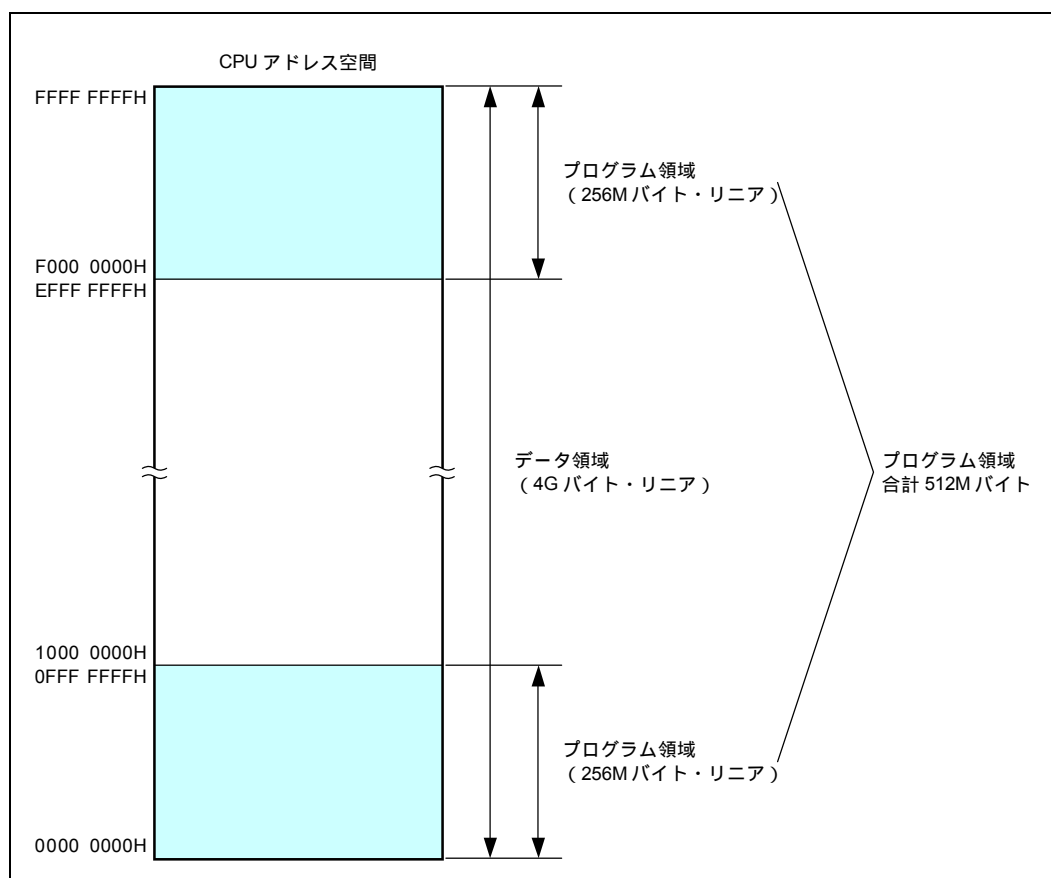 CPU アドレス空間
FFFF FFFFH
プログラム領域
（256M バイト・リニア）
F000 0000H
EFFF FFFFH
データ領域
（4G バイト・リニア）
プログラム領域
合計 512M バイト
1000 0000H
0FFF FFFFH
プログラム領域
（256M バイト・リニア）
0000 0000H